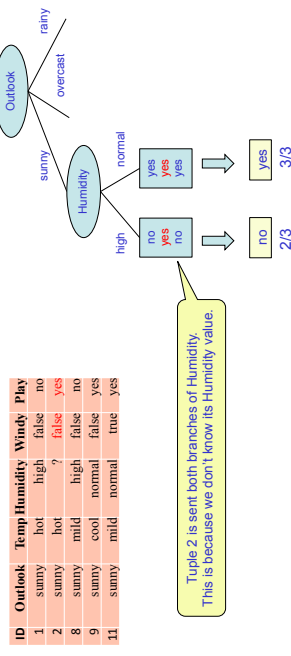 ID Outlook Temp Humidity Windy Play
1 sunny hot high false no
2 sunny hot ? false yes
8 sunny mild high false no
9 sunny cool normal false yes
11 sunny mild normal true yes
Outlook
sunny
overcast
rainy
Humidity
high
normal
no
yes
no
yes
yes
yes
no
yes
2/3
3/3
Tuple 2 is sent both branches of Humidity.
This is because we don't know its Humidity value.